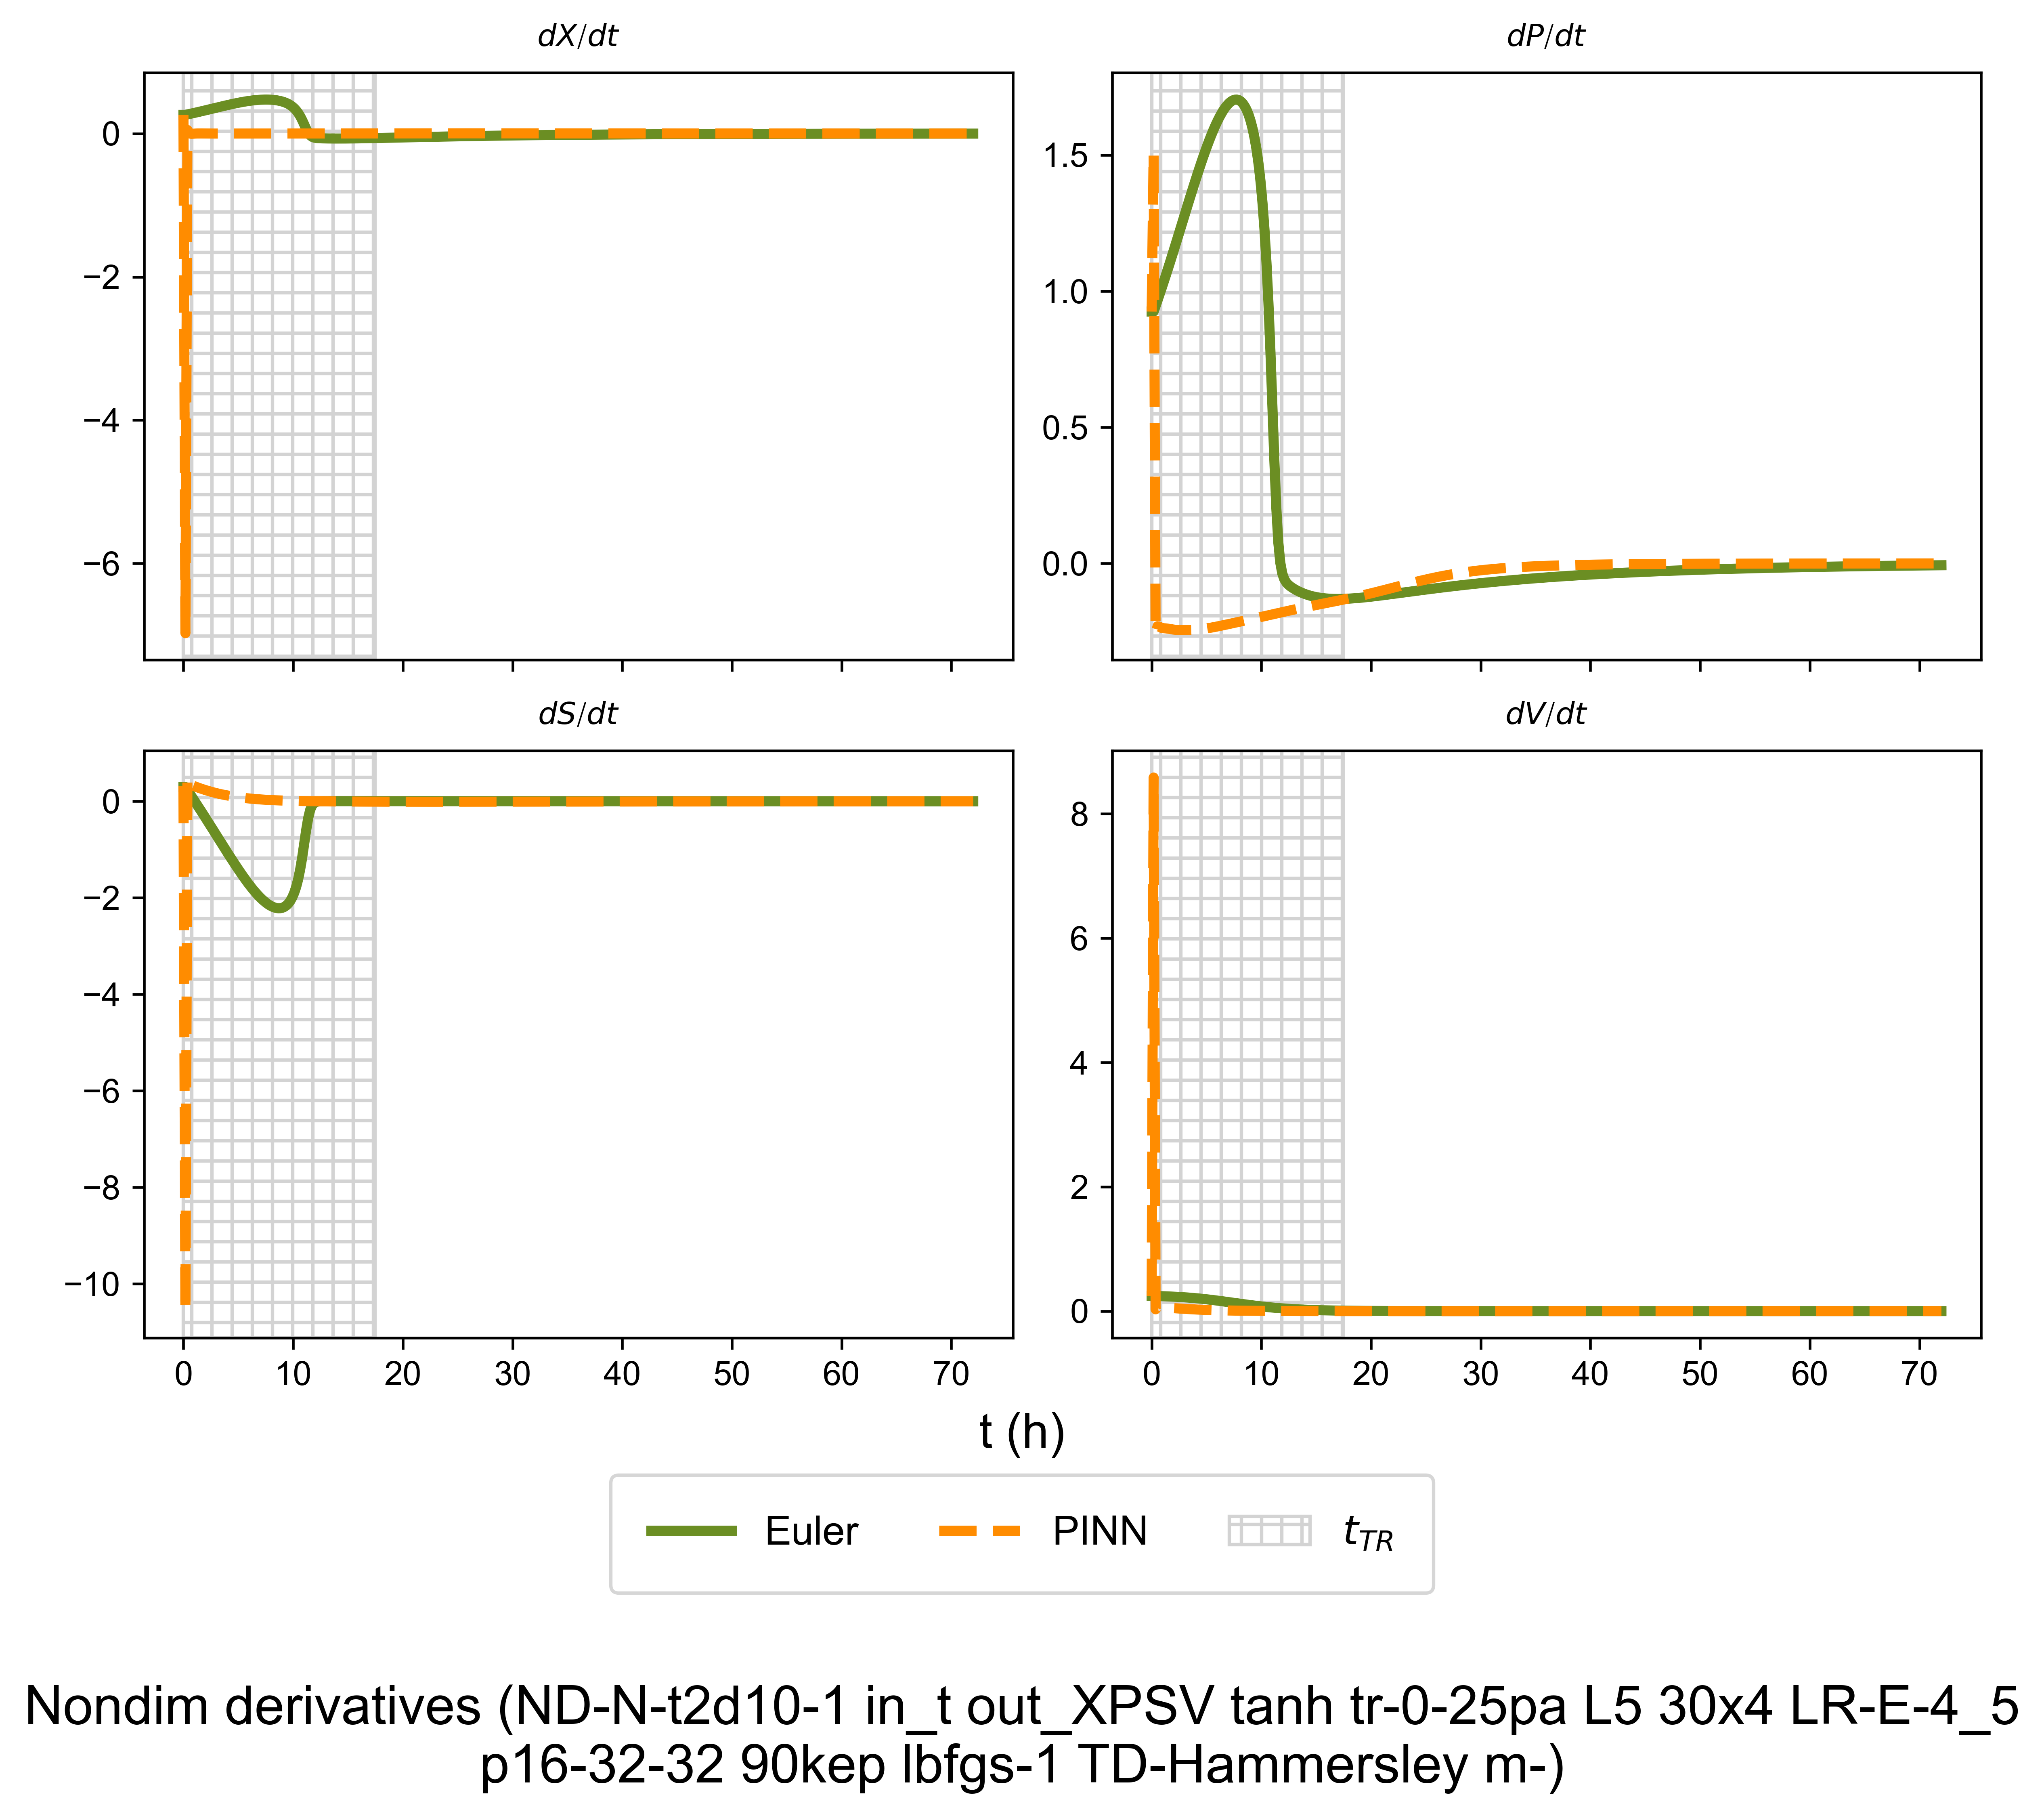 dX/dt
dP/dt
0
−2
−4
−6
1.5
1.0
0.5
0.0
dS/dt
dV/dt
0
−2
−4
−6
−8
−10
8
6
4
2
0
0 10 20 30 40 50 60 70
0 10 20 30 40 50 60 70
t (h)
Euler PINN t_TR
Nondim derivatives (ND-N-t2d10-1 in_t out_XPSV tanh tr-0-25pa L5 30x4 LR-E-4_5
p16-32-32 90kep lbfgs-1 TD-Hammersley m-)